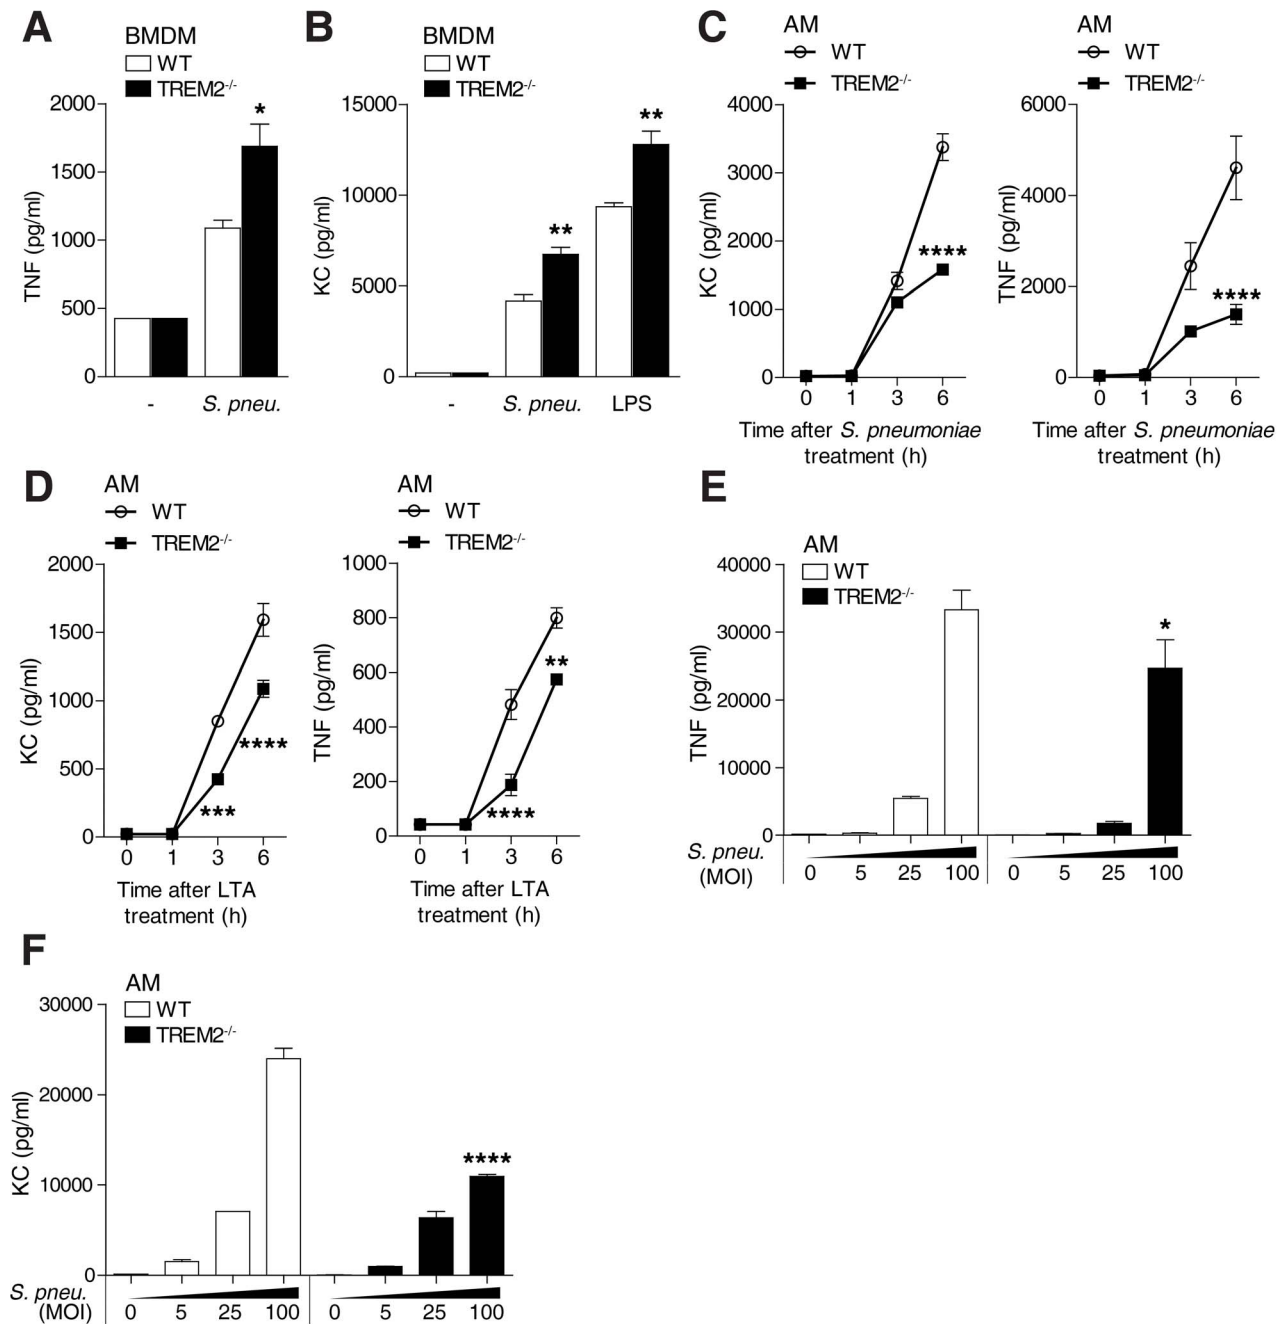 A
BMDM
WT
TREM2-/-
TNF (pg/ml)
2000
1500
1000
500
0
*
-
S. pneu.
B
BMDM
WT
TREM2-/-
KC (pg/ml)
15000
10000
5000
0
**
**
-
S. pneu.
LPS
C
AM
WT
TREM2-/-
KC (pg/ml)
4000
3000
2000
1000
0
****
0 1 3 6
Time after S. pneumoniae
treatment (h)
AM
WT
TREM2-/-
TNF (pg/ml)
6000
4000
2000
0
****
0 1 3 6
Time after S. pneumoniae
treatment (h)
D
AM
WT
TREM2-/-
KC (pg/ml)
2000
1500
1000
500
0
****
***
0 1 3 6
Time after LTA
treatment (h)
AM
WT
TREM2-/-
TNF (pg/ml)
1000
800
600
400
200
0
**
****
0 1 3 6
Time after LTA
treatment (h)
E
AM
WT
TREM2-/-
TNF (pg/ml)
40000
30000
20000
10000
0
*
S. pneu.
(MOI)
0 5 25 100 0 5 25 100
F
AM
WT
TREM2-/-
KC (pg/ml)
30000
20000
10000
0
****
S. pneu.
(MOI)
0 5 25 100 0 5 25 100